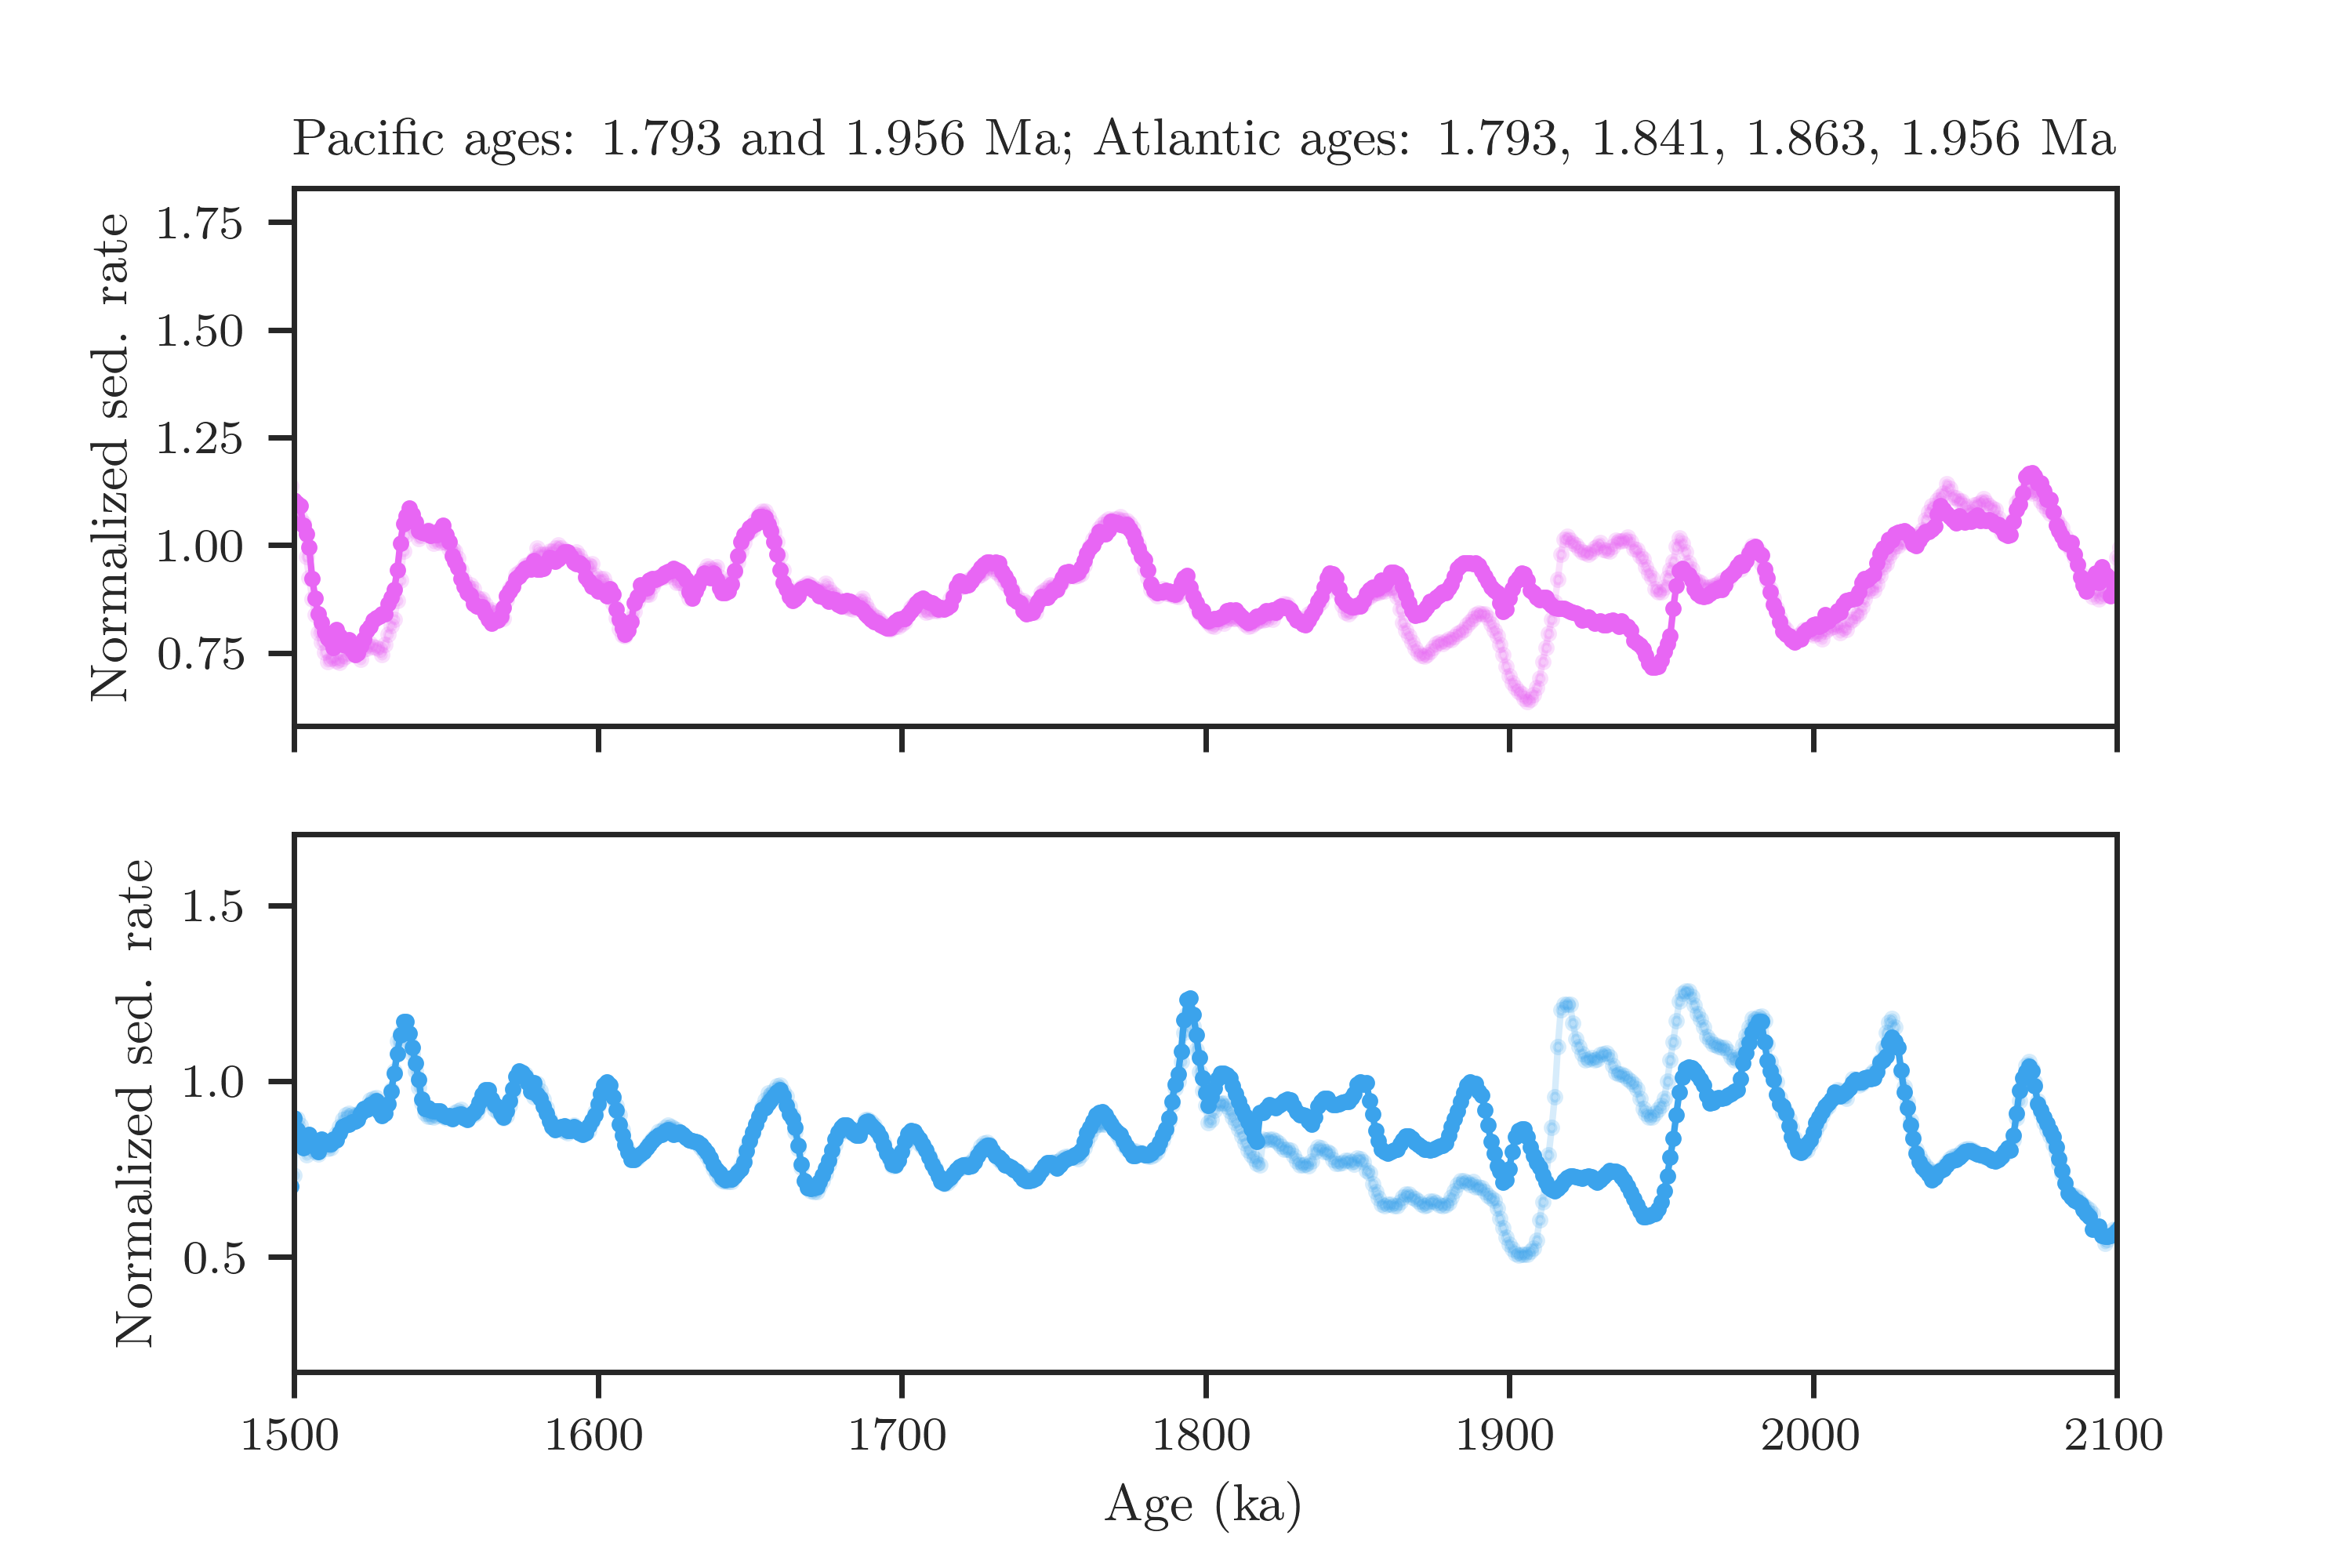 Pacific ages: 1.793 and 1.956 Ma; Atlantic ages: 1.793, 1.841, 1.863, 1.956 Ma
Normalized sed. rate
1.75
1.50
1.25
1.00
0.75
Normalized sed. rate
1.5
1.0
0.5
1500 1600 1700 1800 1900 2000 2100
Age (ka)